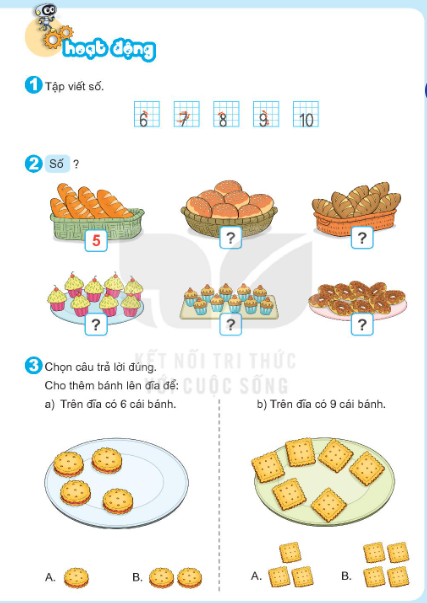 hoạt động
1 Tập viết số.
6 7 8 9 10
2 Số ?
5 ? ?
? ? ?
KẾT NỐI TRI THỨC
VỚI CUỘC SỐNG
3 Chọn câu trả lời đúng.
Cho thêm bánh lên đĩa để:
a) Trên đĩa có 6 cái bánh.
b) Trên đĩa có 9 cái bánh.
A. B.
A. B.